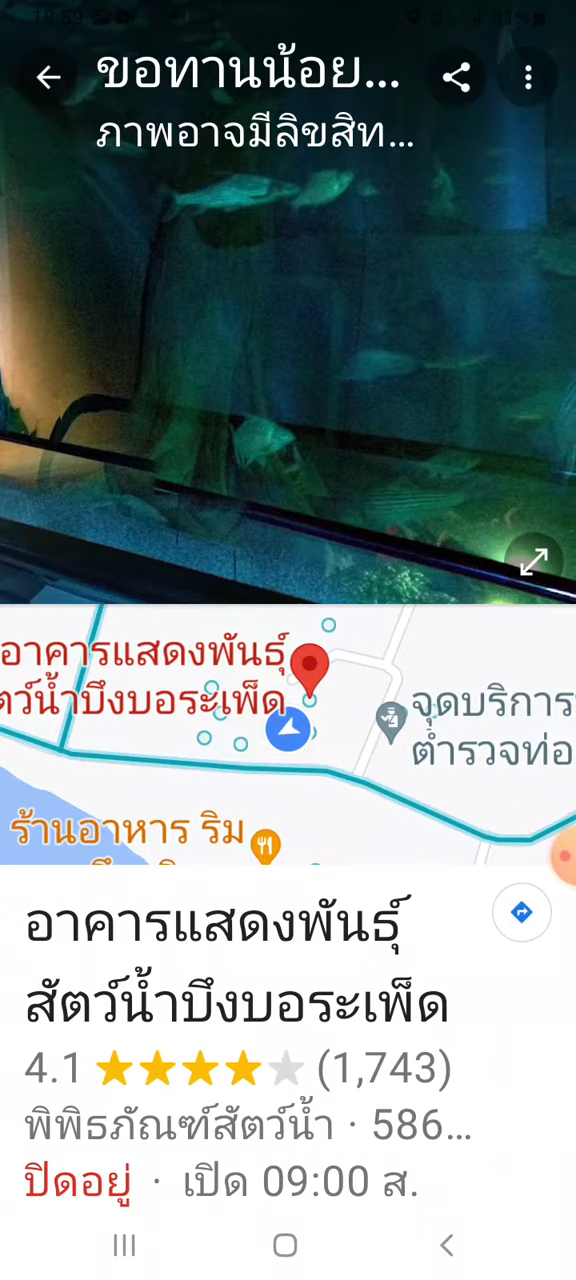 ขอทานน้อย...
ภาพอาจมีลิขสิท...
อาคารแสดงพันธุ์
ตว์น้ำบึงบอระเพ็ด
จุดบริการ
ตำรวจท่อ
ร้านอาหาร ริม
อาคารแสดงพันธุ์
สัตว์น้ำบึงบอระเพ็ด
4.1 (1,743)
พิพิธภัณฑ์สัตว์น้ำ · 586...
ปิดอยู่ · เปิด 09:00 ส.